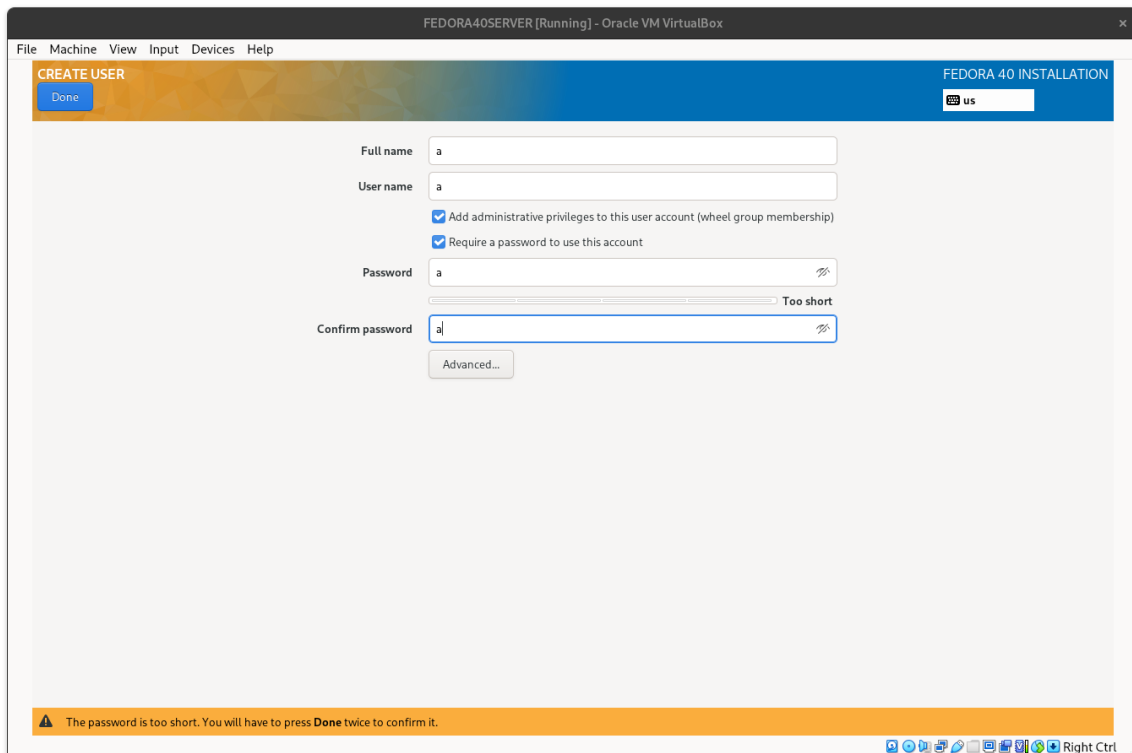 FEDORA40SERVER [Running] - Oracle VM VirtualBox
File Machine View Input Devices Help
CREATE USER
FEDORA 40 INSTALLATION
Done
us
Full name a
User name a
Add administrative privileges to this user account (wheel group membership)
Require a password to use this account
Password a
Too short
Confirm password a
Advanced...
The password is too short. You will have to press Done twice to confirm it.
Right Ctrl